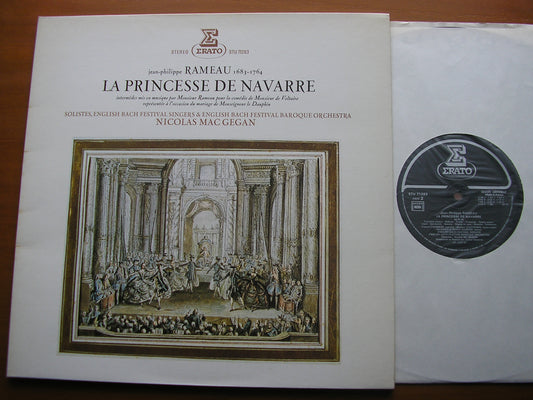 STEREO
ERATO
STU 71283
jean-philippe RAMEAU 1683-1764
LA PRINCESSE DE NAVARRE
intermèdes mis en musique par Monsieur Rameau pour la comédie de Monsieur de Voltaire
représentée à l'occasion du mariage de Monseigneur le Dauphin
SOLISTES, ENGLISH BACH FESTIVAL SINGERS & ENGLISH BACH FESTIVAL BAROQUE ORCHESTRA
NICOLAS MAC GEGAN
ERATO
STU 71283
LA PRINCESSE DE NAVARRE